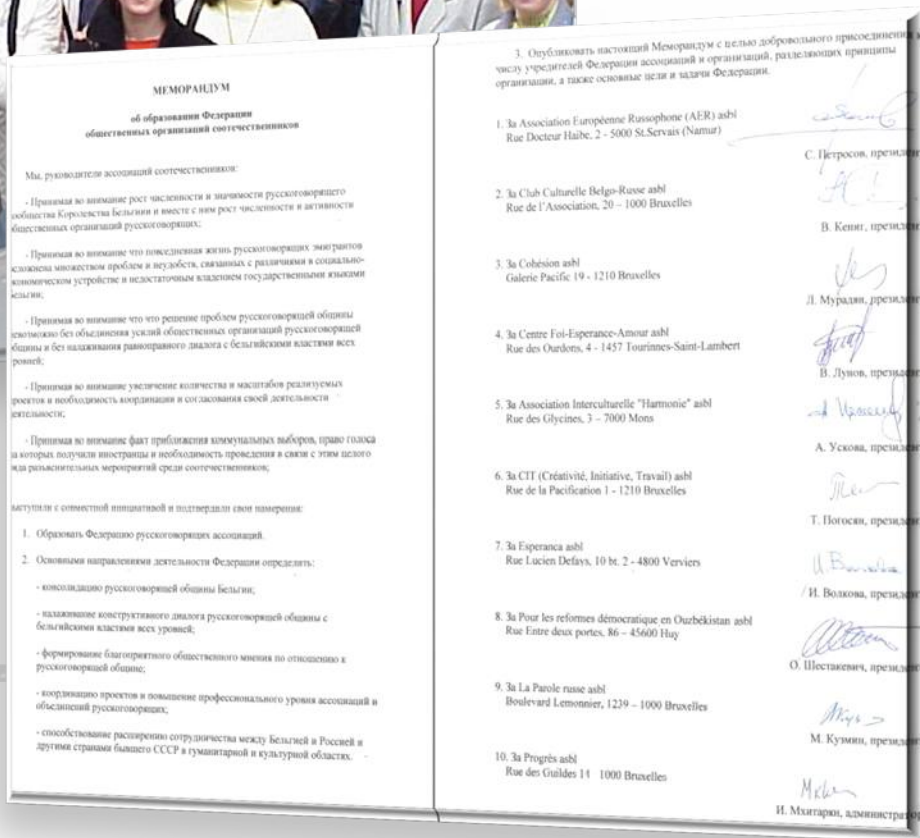 МЕМОРАНДУМ
об образовании Федерации
общественных организаций соотечественников
Мы, руководители ассоциаций соотечественников:
- Принимая во внимание рост численности и значимости русскоговорящего
ообщества Королевства Бельгии и вместе с ним рост численности и активности
бщественных организаций русскоговорящих;
- Принимая во внимание что повседневная жизнь русскоговорящих эмигрантов
сложнена множеством проблем и неудобств, связанных с различиями в социально-
кономическом устройстве и недостаточным владением государственными языками
ельгии;
- Принимая во внимание что что решение проблем русскоговорящей общины
евозможно без объединения усилий общественных организаций русскоговорящей
бщины и без налаживания равноправного диалога с бельгийскими властями всех
ровней;
- Принимая во внимание увеличение количества и масштабов реализуемых
роектов и необходимость координации и согласования своей деятельности
еятельности;
- Принимая во внимание факт приближения коммунальных выборов, право голоса
а которых получили иностранцы и необходимость проведения в связи с этим целого
яда разъяснительных мероприятий среди соотечественников;
ыступили с совместной инициативой и подтвердили свои намерения:
1. Образовать Федерацию русскоговорящих ассоциаций.
2. Основными направлениями деятельности Федерации определить:
- консолидацию русскоговорящей общины Бельгии;
- налаживание конструктивного диалога русскоговорящей общины с
бельгийскими властями всех уровней;
- формирование благоприятного общественного мнения по отношению к
русскоговорящей общине;
- координацию проектов и повышение профессионального уровня ассоциаций и
объединений русскоговорящих;
- способствование расширению сотрудничества между Бельгией и Россией и
другими странами бывшего СССР в гуманитарной и культурной областях.
3. Опубликовать настоящий Меморандум с целью добровольного присоединения к
числу учредителей Федерации ассоциаций и организаций, разделяющих принципы
организации, а также основные цели и задачи Федерации.
1. За Association Européenne Russophone (AER) asbl
Rue Docteur Haibe, 2 - 5000 St.Servais (Namur)
С. Петросов, президент
2. За Club Culturelle Belgo-Russe asbl
Rue de l'Association, 20 – 1000 Bruxelles
В. Кениг, президент
3. За Cohésion asbl
Galerie Pacific 19 - 1210 Bruxelles
Л. Мурадян, президент
4. За Centre Foi-Esperance-Amour asbl
Rue des Ourdons, 4 - 1457 Tourinnes-Saint-Lambert
В. Лунов, президент
5. За Association Interculturelle "Harmonie" asbl
Rue des Glycines, 3 – 7000 Mons
А. Ускова, президент
6. За CIT (Créativité, Initiative, Travail) asbl
Rue de la Pacification 1 - 1210 Bruxelles
Т. Погосян, президент
7. За Esperanca asbl
Rue Lucien Defays, 10 bt. 2 - 4800 Verviers
И. Волкова, президент
8. За Pour les reformes démocratique en Ouzbékistan asbl
Rue Entre deux portes, 86 – 45600 Huy
О. Шестакевич, президент
9. За La Parole russe asbl
Boulevard Lemonnier, 1239 – 1000 Bruxelles
М. Кузмин, президент
10. За Progrès asbl
Rue des Guildes 11 1000 Bruxelles
И. Мхитарян, администратор